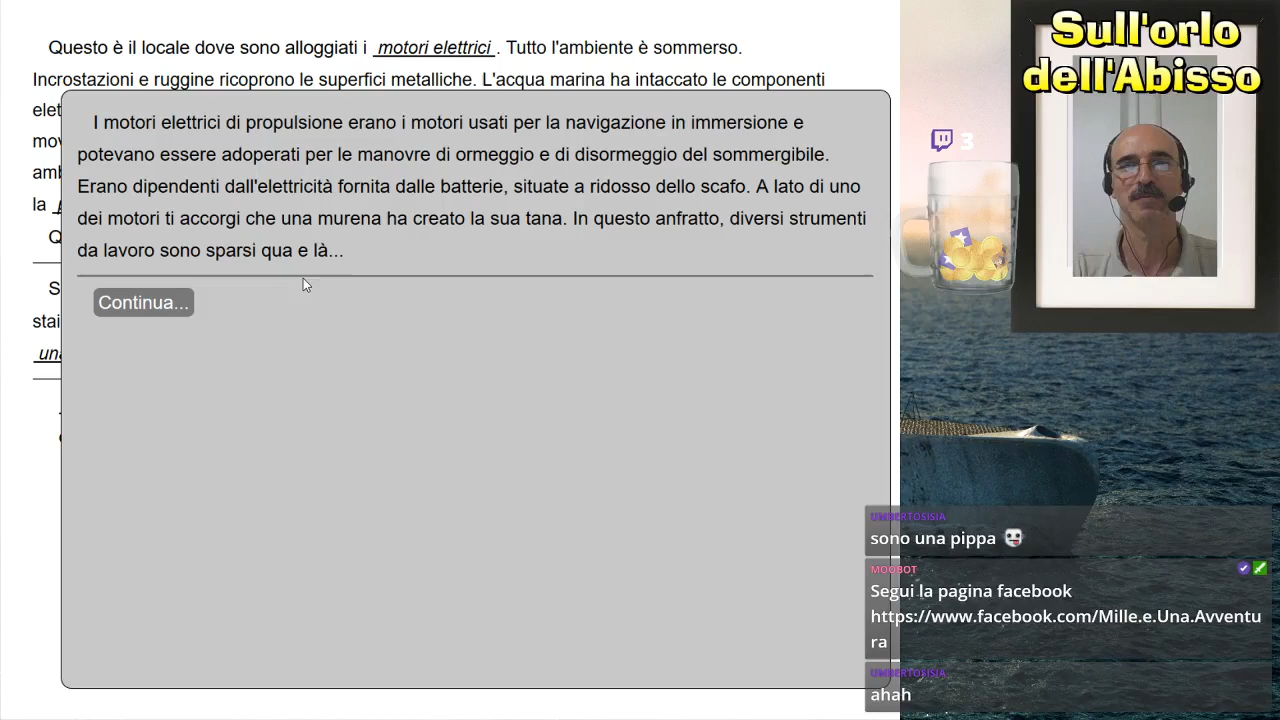 Questo è il locale dove sono alloggiati i motori elettrici . Tutto l'ambiente è sommerso.
Incrostazioni e ruggine ricoprono le superfici metalliche. L'acqua marina ha intaccato le componenti
la
I motori elettrici di propulsione erano i motori usati per la navigazione in immersione e
potevano essere adoperati per le manovre di ormeggio e di disormeggio del sommergibile.
Erano dipendenti dall'elettricità fornita dalle batterie, situate a ridosso dello scafo. A lato di uno
dei motori ti accorgi che una murena ha creato la sua tana. In questo anfratto, diversi strumenti
da lavoro sono sparsi qua e là...
Continua...
Sull'orlo
dell'Abisso
3
UMBERTOSISIA
sono una pippa
MOOBOT
Segui la pagina facebook
https://www.facebook.com/Mille.e.Una.Avventu
ra
UMBERTOSISIA
ahah